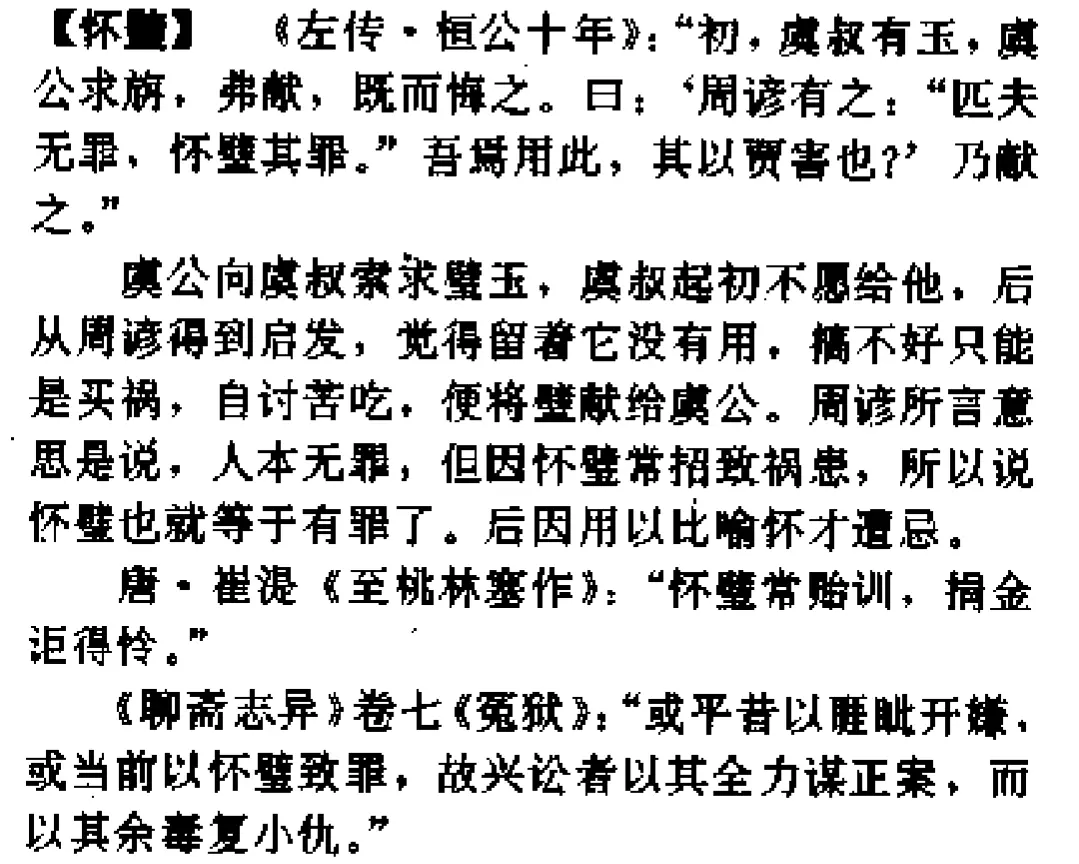 【怀璧】 《左传·桓公十年》：“初，虞叔有玉，虞
公求旃，弗献，既而悔之。曰：‘周谚有之：“匹夫
无罪，怀璧其罪。”吾焉用此，其以贾害也？’乃献
之。”
虞公向虞叔索求璧玉，虞叔起初不愿给他，后
从周谚得到启发，觉得留着它没有用，搞不好只能
是买祸，自讨苦吃，便将璧献给虞公。周谚所言意
思是说，人本无罪，但因怀璧常招致祸患，所以说
怀璧也就等于有罪了。后因用以比喻怀才遭忌。
唐·崔湜《至桃林塞作》：“怀璧常贻训，捐金
讵得怜。”
《聊斋志异》卷七《冤狱》：“或平昔以睚眦开嫌，
或当前以怀璧致罪，故兴讼者以其全力谋正案，而
以其余毒复小仇。”